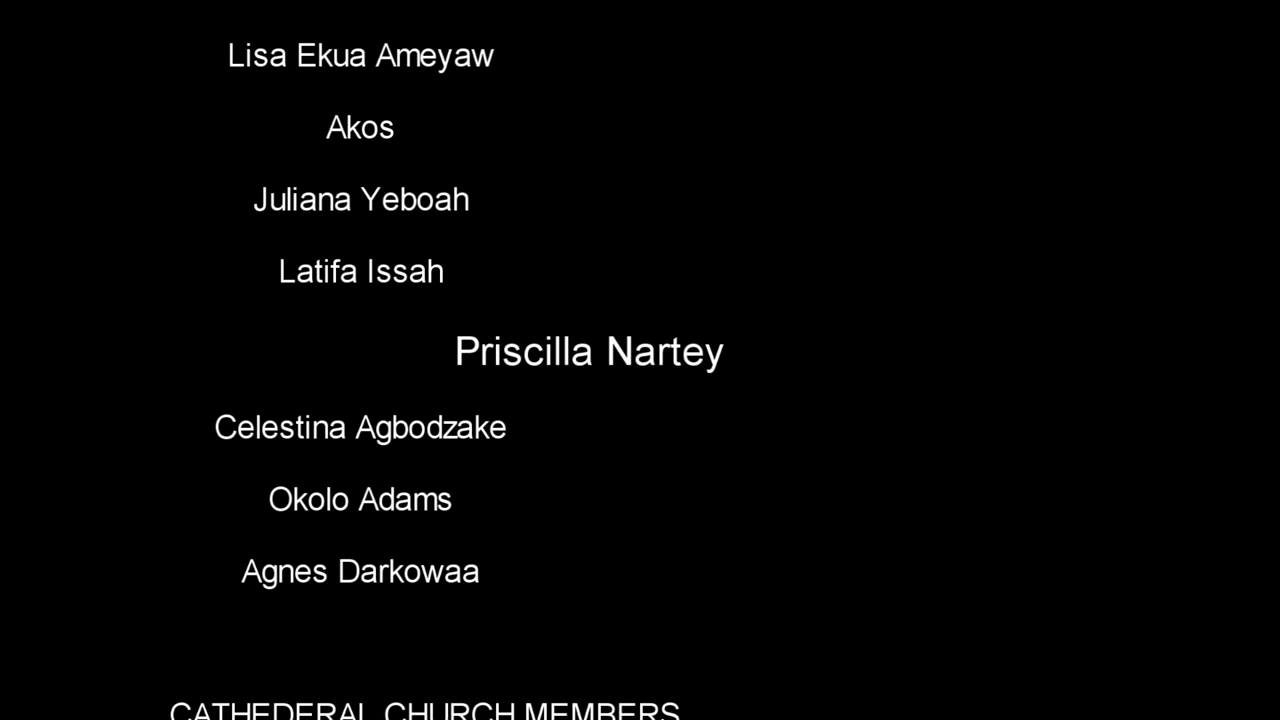 Lisa Ekua Ameyaw
Akos
Juliana Yeboah
Latifa Issah
Priscilla Nartey
Celestina Agbodzake
Okolo Adams
Agnes Darkowaa
CATHEDERAL CHURCH MEMBERS